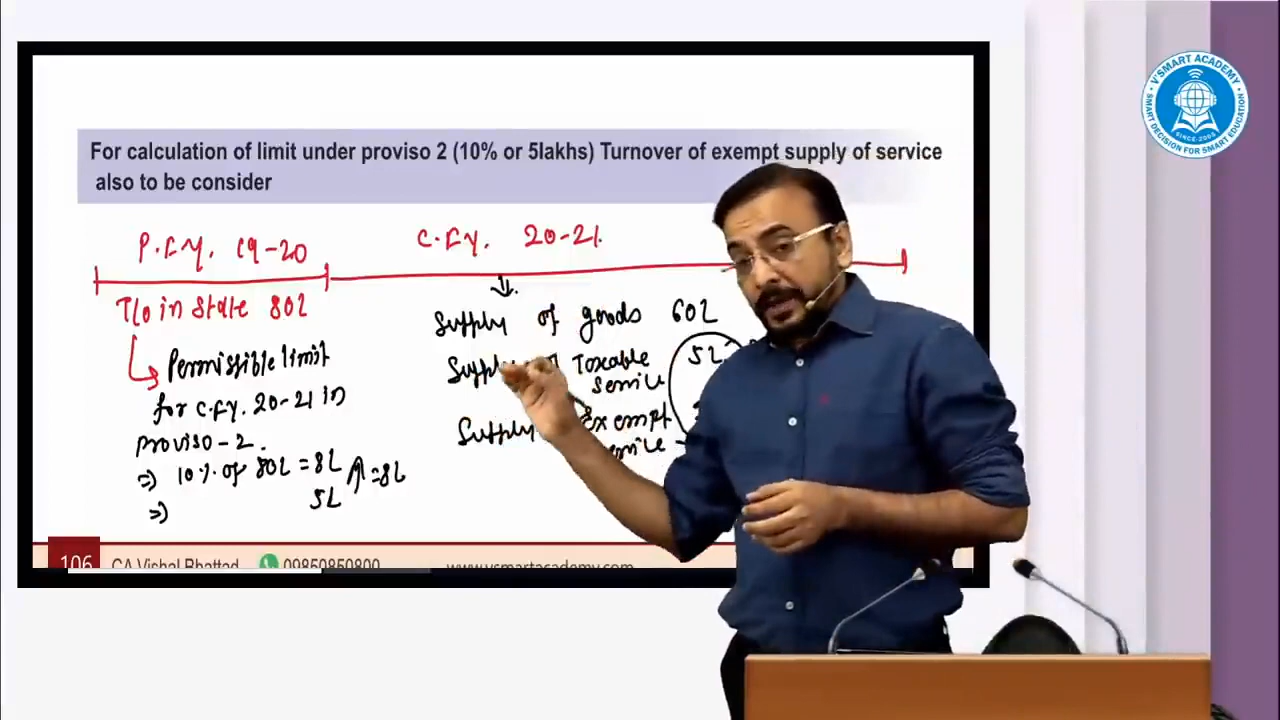 V'SMART ACADEMY
SMART DECISION FOR SMART EDUCATION
SINCE-2003
For calculation of limit under proviso 2 (10% or 5lakhs) Turnover of exempt supply of service
also to be consider
P.F.Y. 19-20
C.F.Y. 20-21
T/o in state 80L
Permissible limit
for C.F.Y. 20-21 in
proviso-2.
⇒ 10% of 80L = 8L
5L ↑ = 8L
⇒
Supply of goods 60L
Supply of Taxable 5L
service
Supply exempt
106 CA Vishal Bhattad 09850850800 www.vsmartacademy.com